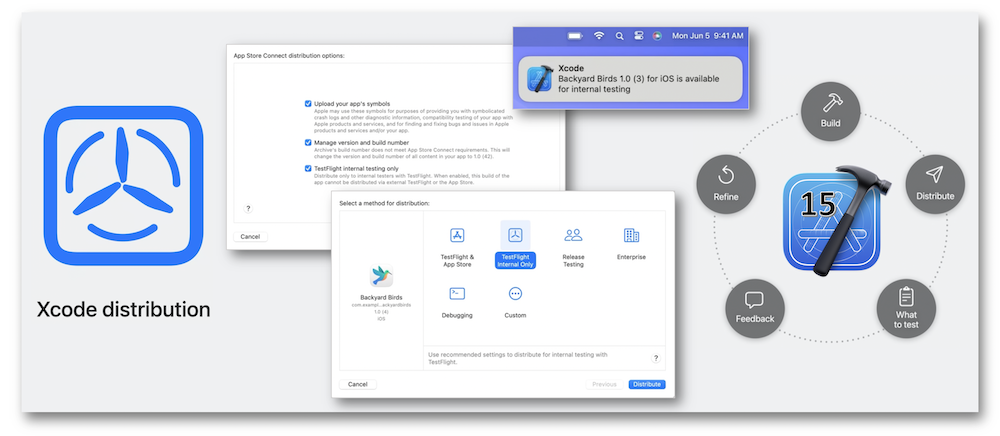 Xcode distribution
App Store Connect distribution options:
Upload your app's symbols
Apple may use these symbols for purposes of providing you with symbolicated
crash logs and other diagnostic information, compatibility testing of your app with
Apple products and services, and for finding and fixing bugs and issues in Apple
products and services and/or your app.
Manage version and build number
Archive's build number does not meet App Store Connect requirements. This will
change the version and build number of all content in your app to 1.0 (42).
TestFlight internal testing only
Distribute only to internal testers with TestFlight. When enabled, this build of the
app cannot be distributed via external TestFlight or the App Store.
?
Cancel
Mon Jun 5 9:41 AM
Xcode
Backyard Birds 1.0 (3) for iOS is available
for internal testing
Select a method for distribution:
Backyard Birds
com.exampl...ackyardbirds
1.0 (4)
iOS
TestFlight &
App Store
TestFlight
Internal Only
Release
Testing
Enterprise
Debugging
Custom
Use recommended settings to distribute for internal testing with
TestFlight.
?
Cancel
Previous
Distribute
Build
Distribute
What
to test
Feedback
Refine
15